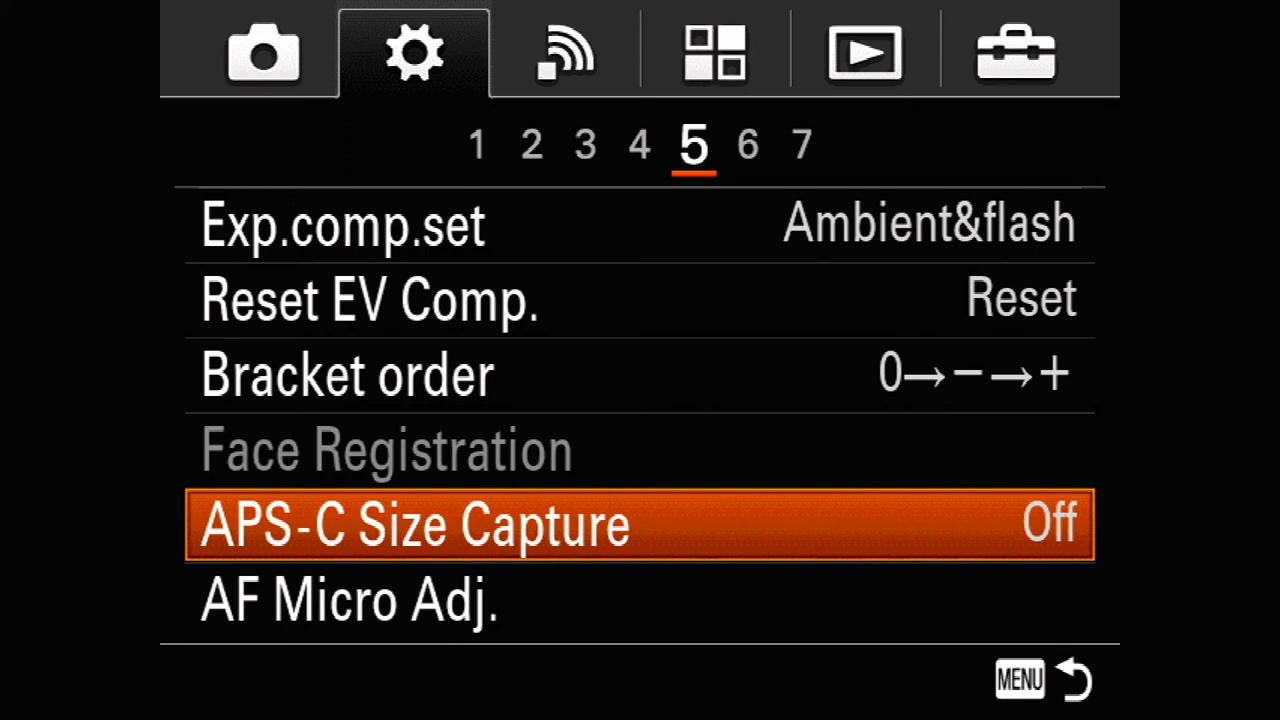 1 2 3 4 5 6 7
Exp.comp.set Ambient&flash
Reset EV Comp. Reset
Bracket order 0→−→+
Face Registration
APS-C Size Capture Off
AF Micro Adj.
MENU